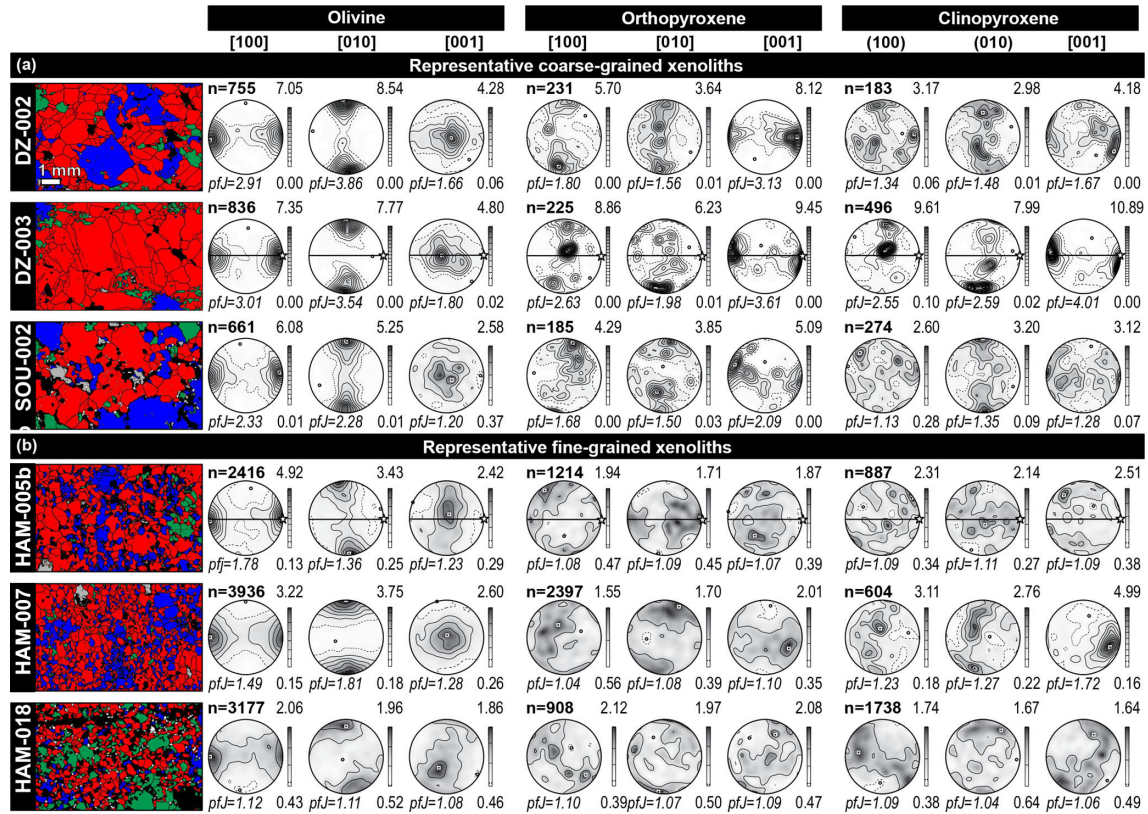 Olivine Orthopyroxene Clinopyroxene
[100] [010] [001] [100] [010] [001] (100) (010) [001]
(a) Representative coarse-grained xenoliths
DZ-002
1 mm
n=755 7.05 8.54 4.28 n=231 5.70 3.64 8.12 n=183 3.17 2.98 4.18
pfJ=2.91 0.00 pfJ=3.86 0.00 pfJ=1.66 0.06 pfJ=1.80 0.00 pfJ=1.56 0.01 pfJ=3.13 0.00 pfJ=1.34 0.06 pfJ=1.48 0.01 pfJ=1.67 0.00
DZ-003
n=836 7.35 7.77 4.80 n=225 8.86 6.23 9.45 n=496 9.61 7.99 10.89
pfJ=3.01 0.00 pfJ=3.54 0.00 pfJ=1.80 0.02 pfJ=2.63 0.00 pfJ=1.98 0.01 pfJ=3.61 0.00 pfJ=2.55 0.10 pfJ=2.59 0.02 pfJ=4.01 0.00
SOU-002
n=661 6.08 5.25 2.58 n=185 4.29 3.85 5.09 n=274 2.60 3.20 3.12
pfJ=2.33 0.01 pfJ=2.28 0.01 pfJ=1.20 0.37 pfJ=1.68 0.00 pfJ=1.50 0.03 pfJ=2.09 0.00 pfJ=1.13 0.28 pfJ=1.35 0.09 pfJ=1.28 0.07
(b) Representative fine-grained xenoliths
HAM-005b
n=2416 4.92 3.43 2.42 n=1214 1.94 1.71 1.87 n=887 2.31 2.14 2.51
pfj=1.78 0.13 pfJ=1.36 0.25 pfJ=1.23 0.29 pfJ=1.08 0.47 pfJ=1.09 0.45 pfJ=1.07 0.39 pfJ=1.09 0.34 pfJ=1.11 0.27 pfJ=1.09 0.38
HAM-007
n=3936 3.22 3.75 2.60 n=2397 1.55 1.70 2.01 n=604 3.11 2.76 4.99
pfJ=1.49 0.15 pfJ=1.81 0.18 pfJ=1.28 0.26 pfJ=1.04 0.56 pfJ=1.08 0.39 pfJ=1.10 0.35 pfJ=1.23 0.18 pfJ=1.27 0.22 pfJ=1.72 0.16
HAM-018
n=3177 2.06 1.96 1.86 n=908 2.12 1.97 2.08 n=1738 1.74 1.67 1.64
pfJ=1.12 0.43 pfJ=1.11 0.52 pfJ=1.08 0.46 pfJ=1.10 0.39 pfJ=1.07 0.50 pfJ=1.09 0.47 pfJ=1.09 0.38 pfJ=1.04 0.64 pfJ=1.06 0.49